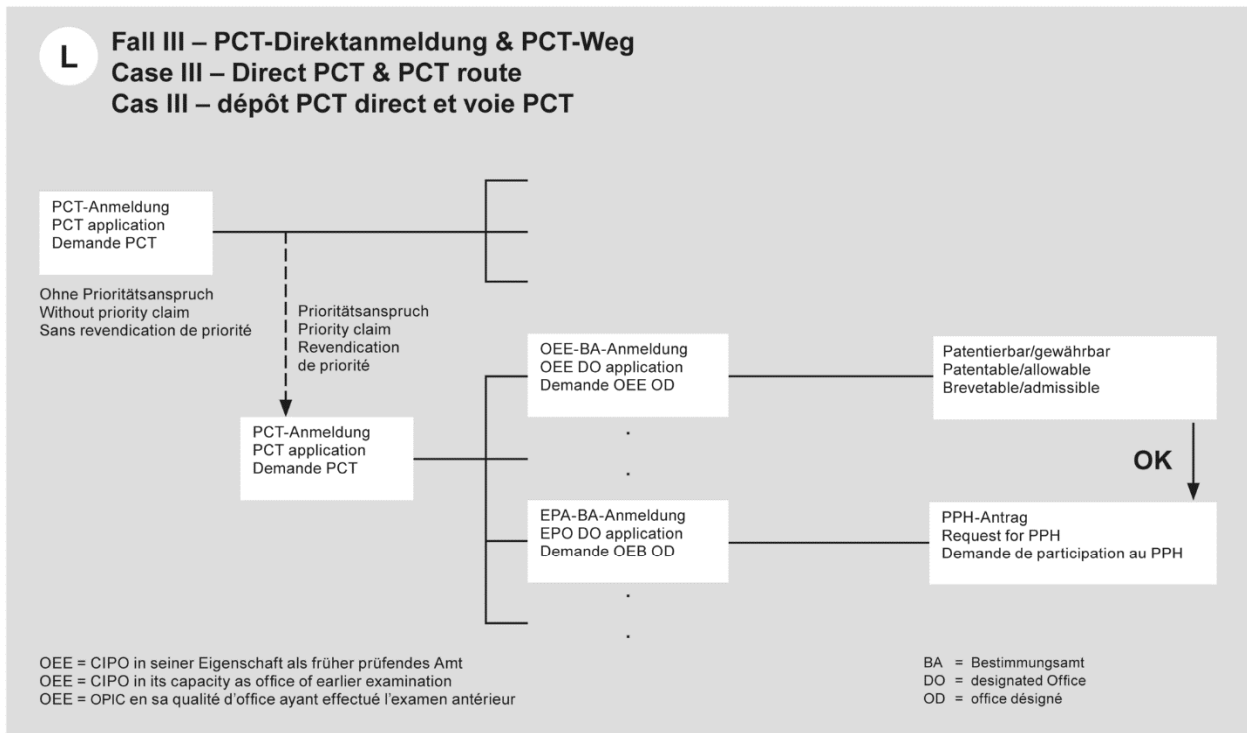 L
Fall III – PCT-Direktanmeldung & PCT-Weg
Case III – Direct PCT & PCT route
Cas III – dépôt PCT direct et voie PCT
PCT-Anmeldung
PCT application
Demande PCT
Ohne Prioritätsanspruch
Without priority claim
Sans revendication de priorité
Prioritätsanspruch
Priority claim
Revendication
de priorité
OEE-BA-Anmeldung
OEE DO application
Demande OEE OD
Patentierbar/gewährbar
Patentable/allowable
Brevetable/admissible
PCT-Anmeldung
PCT application
Demande PCT
OK
EPA-BA-Anmeldung
EPO DO application
Demande OEB OD
PPH-Antrag
Request for PPH
Demande de participation au PPH
OEE = CIPO in seiner Eigenschaft als früher prüfendes Amt
OEE = CIPO in its capacity as office of earlier examination
OEE = OPIC en sa qualité d'office ayant effectué l'examen antérieur
BA = Bestimmungsamt
DO = designated Office
OD = office désigné